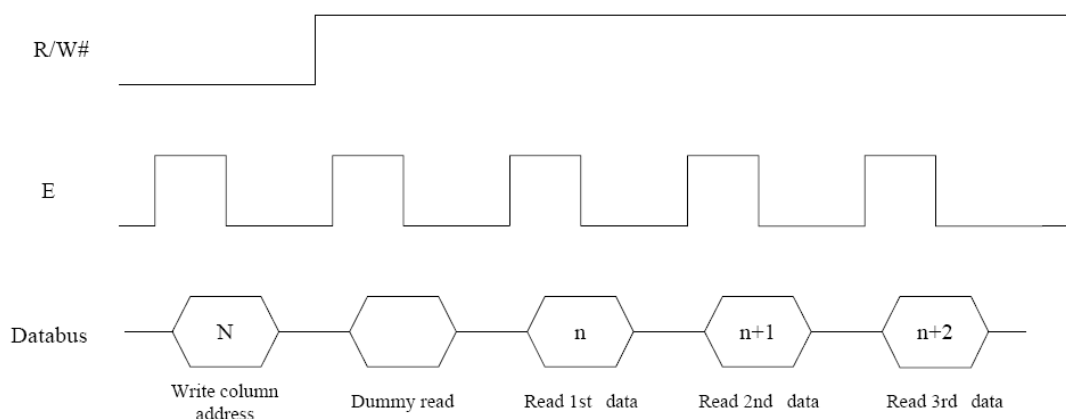 R/W#
E
Databus
N
n
n+1
n+2
Write column
address
Dummy read
Read 1st data
Read 2nd data
Read 3rd data